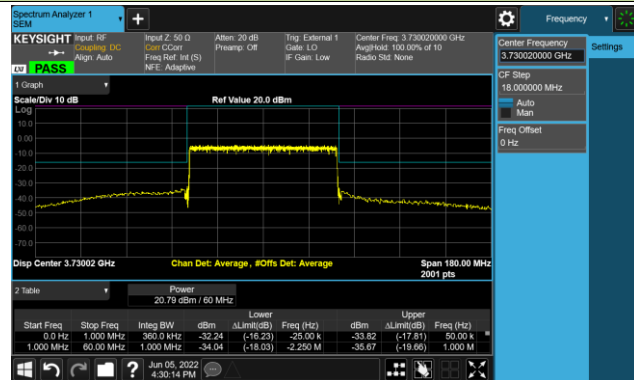 Spectrum Analyzer 1
SEM
+
Frequency
KEYSIGHT Input: RF
Coupling: DC
Align: Auto
LXI PASS
Input Z: 50 Ω
Corr CCorr
Freq Ref: Int (S)
NFE: Adaptive
Atten: 20 dB
Preamp: Off
Trig: External 1
Gate: LO
IF Gain: Low
Center Freq: 3.730020000 GHz
Avg|Hold: 100.00% of 10
Radio Std: None
Center Frequency
3.730020000 GHz
Settings
CF Step
18.000000 MHz
Auto
Man
Freq Offset
0 Hz
1 Graph
Scale/Div 10 dB
Ref Value 20.0 dBm
Log
10.0
0.00
-10.0
-20.0
-30.0
-40.0
-50.0
-60.0
-70.0
Disp Center 3.73002 GHz
Chan Det: Average, #Offs Det: Average
Span 180.00 MHz
2001 pts
2 Table
Power
20.79 dBm / 60 MHz
Lower Upper
Start Freq Stop Freq Integ BW dBm ΔLimit(dB) Freq (Hz) dBm ΔLimit(dB) Freq (Hz)
0.0 Hz 1.000 MHz 360.0 kHz -32.24 (-16.23) -25.00 k -33.82 (-17.81) 50.00 k
1.000 MHz 60.00 MHz 1.000 MHz -34.04 (-18.03) -2.250 M -35.67 (-19.66) 1.000 M
?
Jun 05, 2022
4:30:14 PM